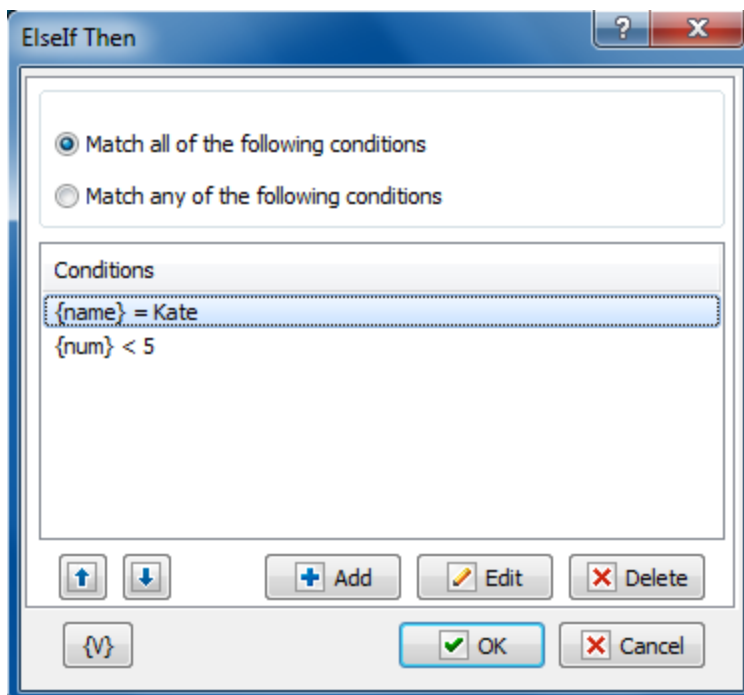 ElseIf Then
?
Match all of the following conditions
Match any of the following conditions
Conditions
{name} = Kate
{num} < 5
Add Edit Delete
{V} OK Cancel